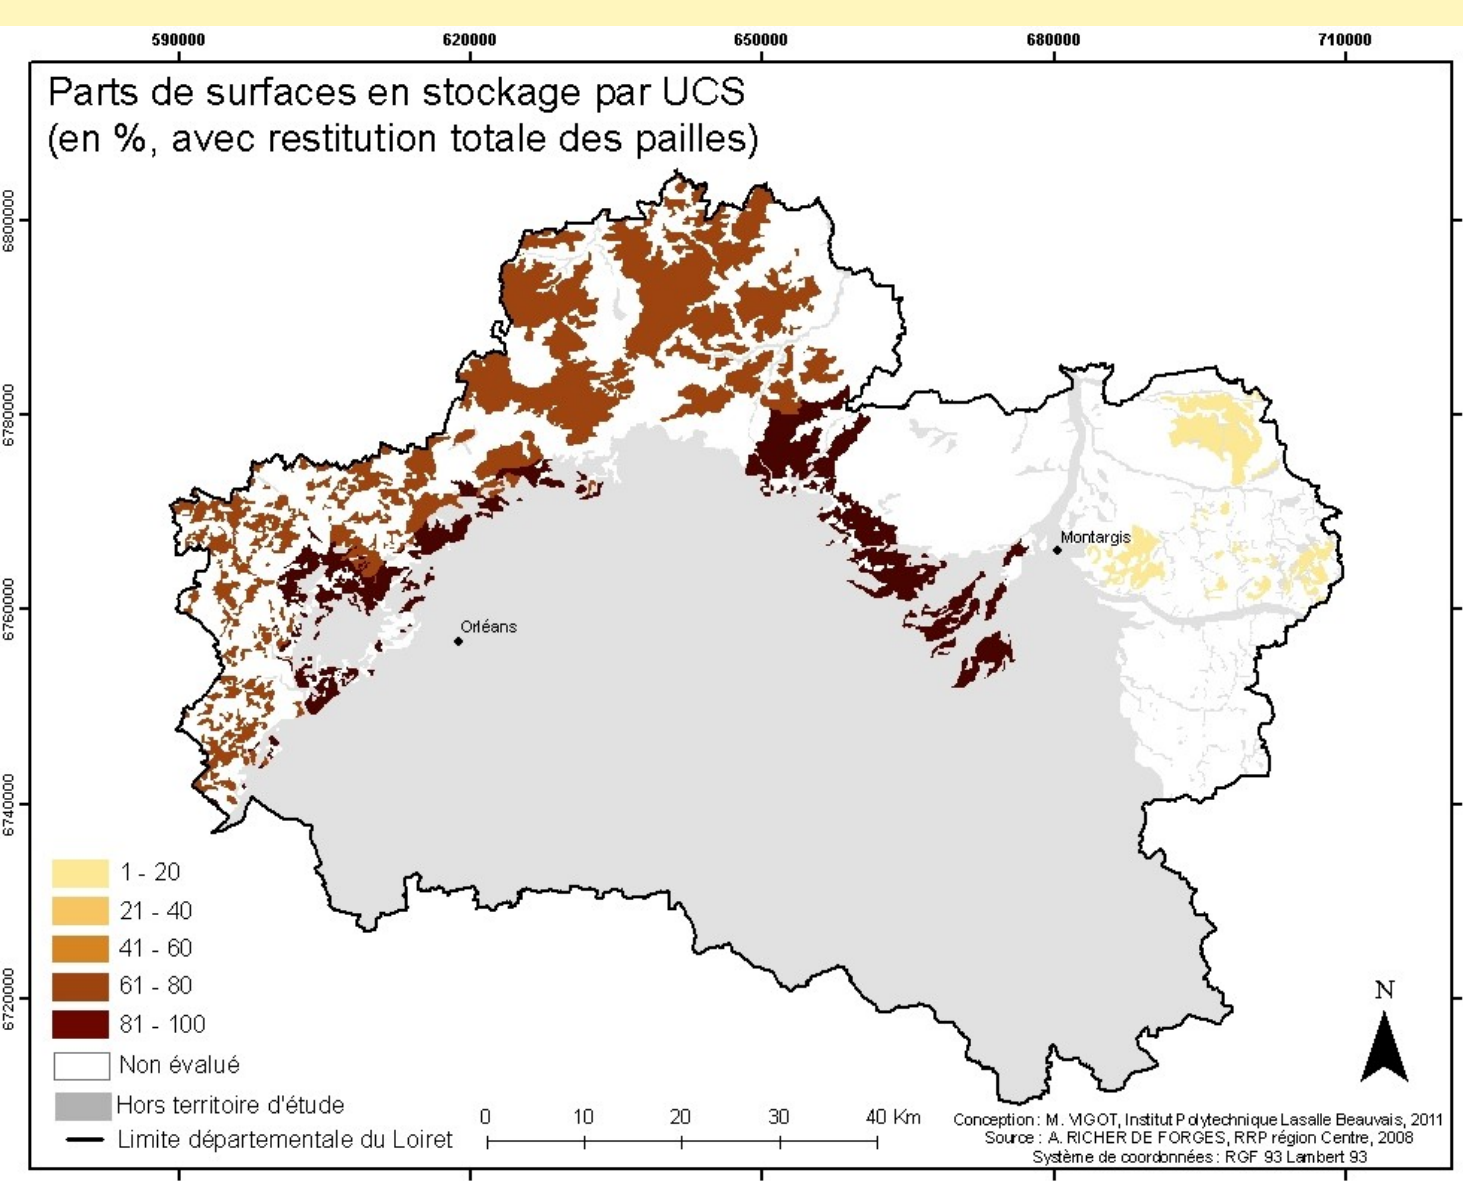 590000 620000 650000 680000 710000
Parts de surfaces en stockage par UCS
(en %, avec restitution totale des pailles)
6800000
6780000
6760000
6740000
6720000
Montargis
Orléans
1 - 20
21 - 40
41 - 60
61 - 80
81 - 100
Non évalué
Hors territoire d'étude
Limite départementale du Loiret
0 10 20 30 40 Km
N
Conception : M. VIGOT, Institut Polytechnique Lasalle Beauvais, 2011
Source : A. RICHER DE FORGES, RRP région Centre, 2008
Système de coordonnées : RGF 93 Lambert 93